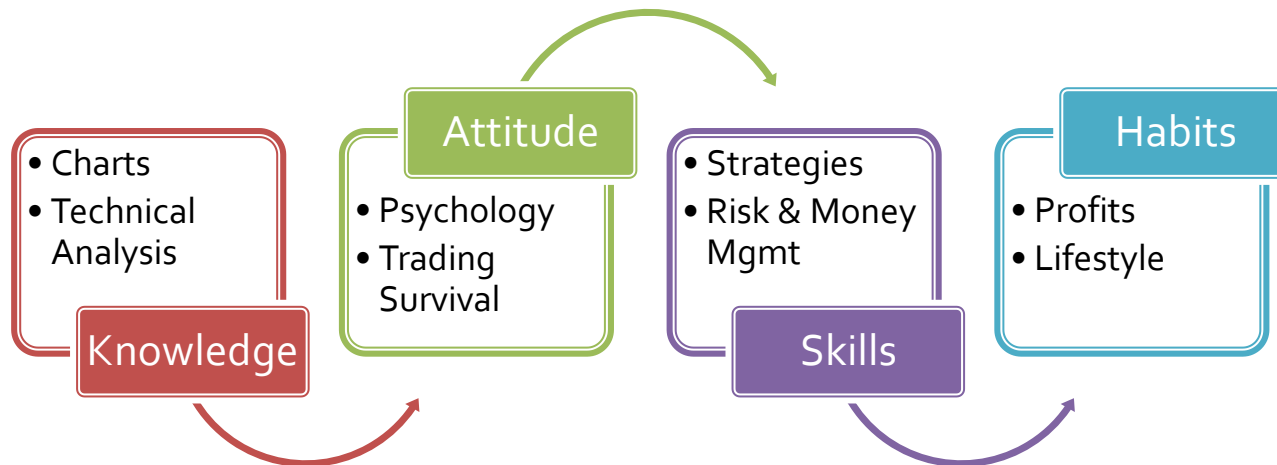 • Charts
• Technical
Analysis
Knowledge
Attitude
• Psychology
• Trading
Survival
• Strategies
• Risk & Money
Mgmt
Skills
Habits
• Profits
• Lifestyle